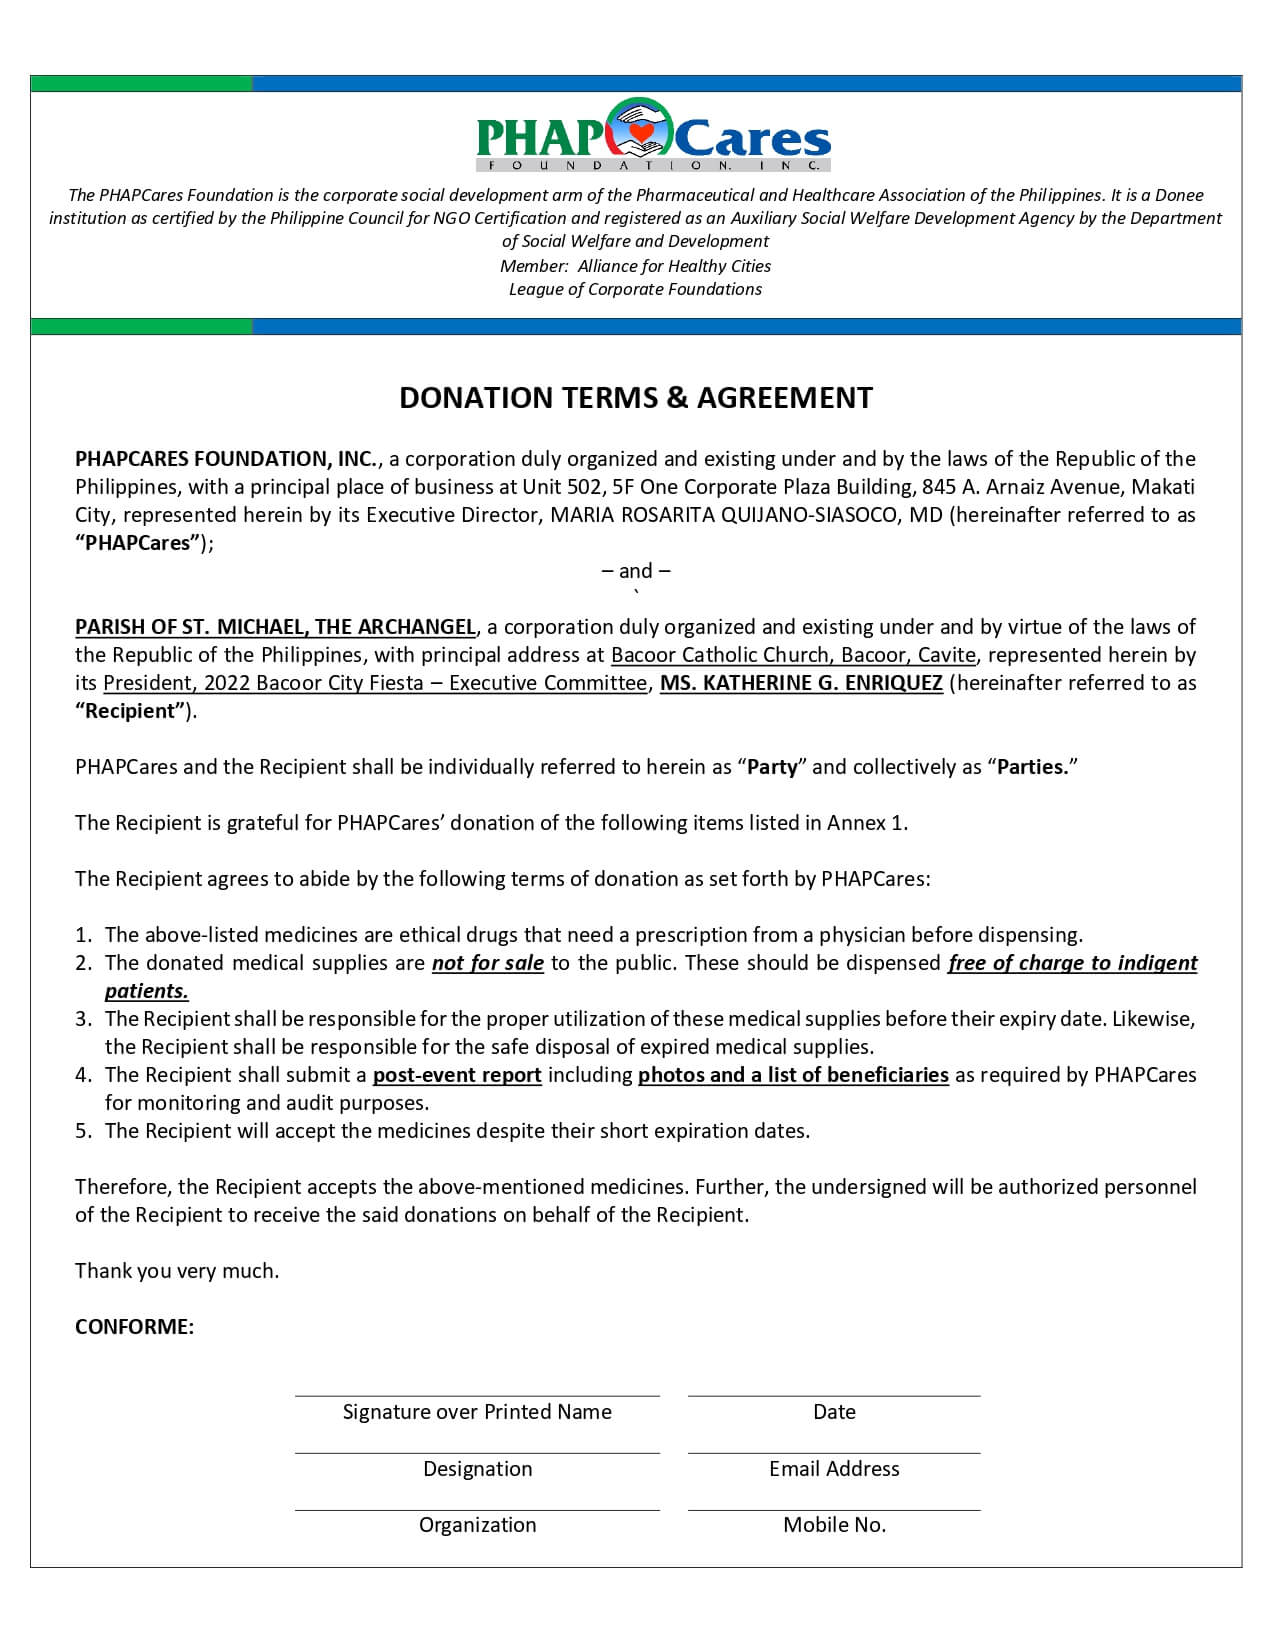 PHAP Cares
FOUNDATION. INC.
The PHAPCares Foundation is the corporate social development arm of the Pharmaceutical and Healthcare Association of the Philippines. It is a Donee
institution as certified by the Philippine Council for NGO Certification and registered as an Auxiliary Social Welfare Development Agency by the Department
of Social Welfare and Development
Member:  Alliance for Healthy Cities
League of Corporate Foundations
DONATION TERMS & AGREEMENT
PHAPCARES FOUNDATION, INC., a corporation duly organized and existing under and by the laws of the Republic of the
Philippines, with a principal place of business at Unit 502, 5F One Corporate Plaza Building, 845 A. Arnaiz Avenue, Makati
City, represented herein by its Executive Director, MARIA ROSARITA QUIJANO-SIASOCO, MD (hereinafter referred to as
“PHAPCares”);
– and –
`
PARISH OF ST. MICHAEL, THE ARCHANGEL, a corporation duly organized and existing under and by virtue of the laws of
the Republic of the Philippines, with principal address at Bacoor Catholic Church, Bacoor, Cavite, represented herein by
its President, 2022 Bacoor City Fiesta – Executive Committee, MS. KATHERINE G. ENRIQUEZ (hereinafter referred to as
“Recipient”).
PHAPCares and the Recipient shall be individually referred to herein as “Party” and collectively as “Parties.”
The Recipient is grateful for PHAPCares’ donation of the following items listed in Annex 1.
The Recipient agrees to abide by the following terms of donation as set forth by PHAPCares:
1. The above-listed medicines are ethical drugs that need a prescription from a physician before dispensing.
2. The donated medical supplies are not for sale to the public. These should be dispensed free of charge to indigent
patients.
3. The Recipient shall be responsible for the proper utilization of these medical supplies before their expiry date. Likewise,
the Recipient shall be responsible for the safe disposal of expired medical supplies.
4. The Recipient shall submit a post-event report including photos and a list of beneficiaries as required by PHAPCares
for monitoring and audit purposes.
5. The Recipient will accept the medicines despite their short expiration dates.
Therefore, the Recipient accepts the above-mentioned medicines. Further, the undersigned will be authorized personnel
of the Recipient to receive the said donations on behalf of the Recipient.
Thank you very much.
CONFORME:
Signature over Printed Name Date
Designation Email Address
Organization Mobile No.